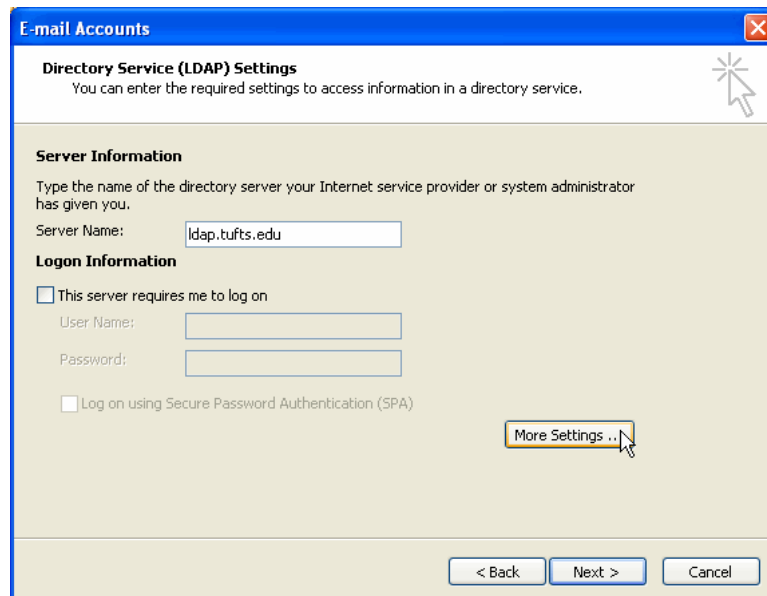 E-mail Accounts
Directory Service (LDAP) Settings
You can enter the required settings to access information in a directory service.
Server Information
Type the name of the directory server your Internet service provider or system administrator
has given you.
Server Name: ldap.tufts.edu
Logon Information
This server requires me to log on
User Name:
Password:
Log on using Secure Password Authentication (SPA)
More Settings ...
< Back Next > Cancel